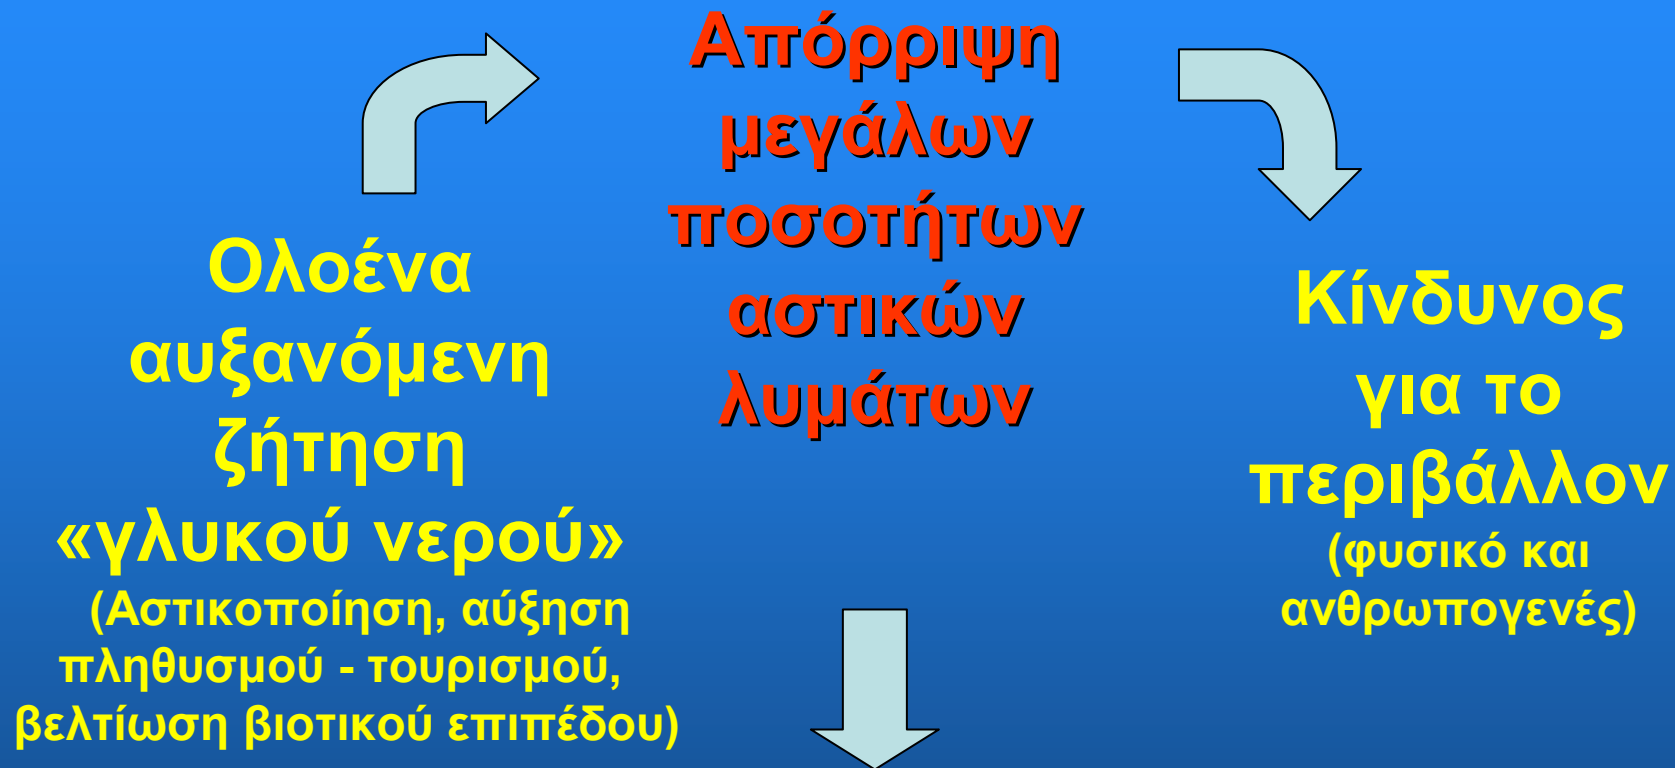 Ολοένα
αυξανόμενη
ζήτηση
«γλυκού νερού»
(Αστικοποίηση, αύξηση
πληθυσμού - τουρισμού,
βελτίωση βιοτικού επιπέδου)
Απόρριψη
μεγάλων
ποσοτήτων
αστικών
λυμάτων
Κίνδυνος
για το
περιβάλλον
(φυσικό και
ανθρωπογενές)